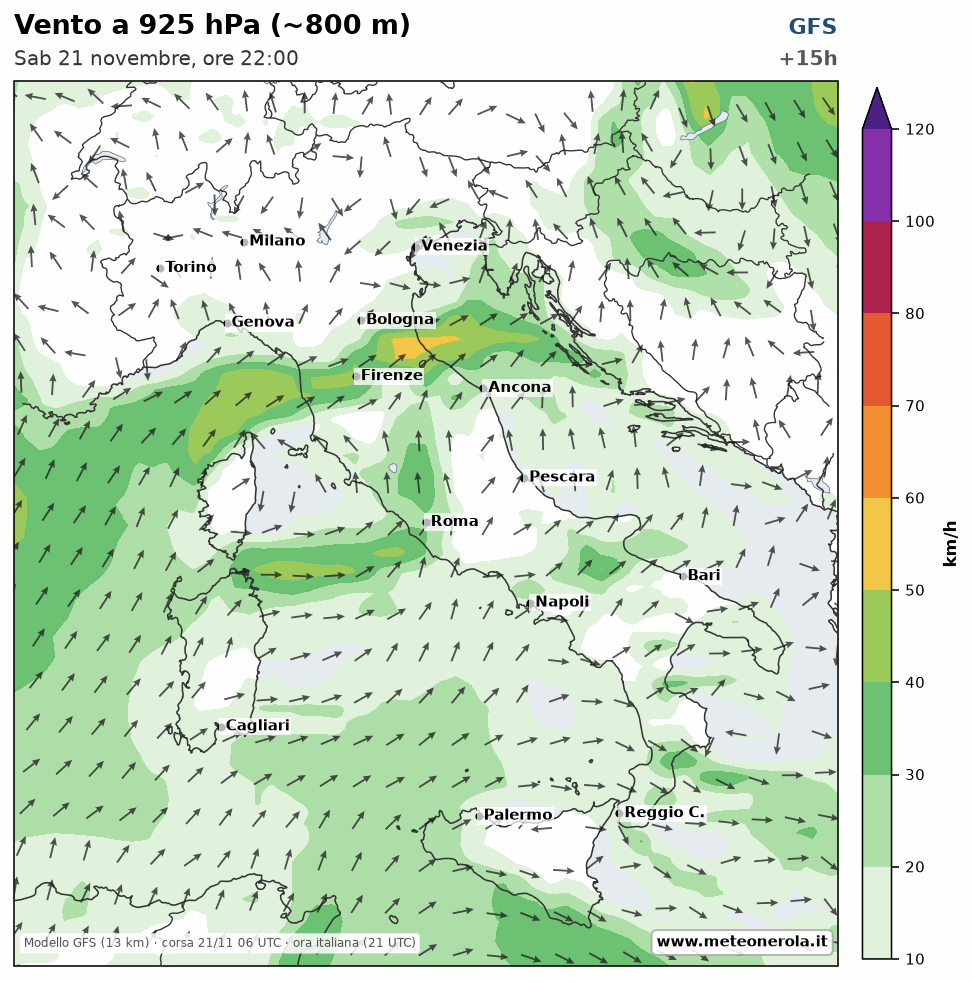 Vento a 925 hPa (~800 m)
GFS
Sab 21 novembre, ore 22:00
+15h
Milano
Venezia
Torino
Genova
Bologna
Firenze
Ancona
Pescara
Roma
Bari
Napoli
Cagliari
Palermo
Reggio C.
120
100
80
70
60
50
40
30
20
10
km/h
Modello GFS (13 km) · corsa 21/11 06 UTC · ora italiana (21 UTC)
www.meteonerola.it